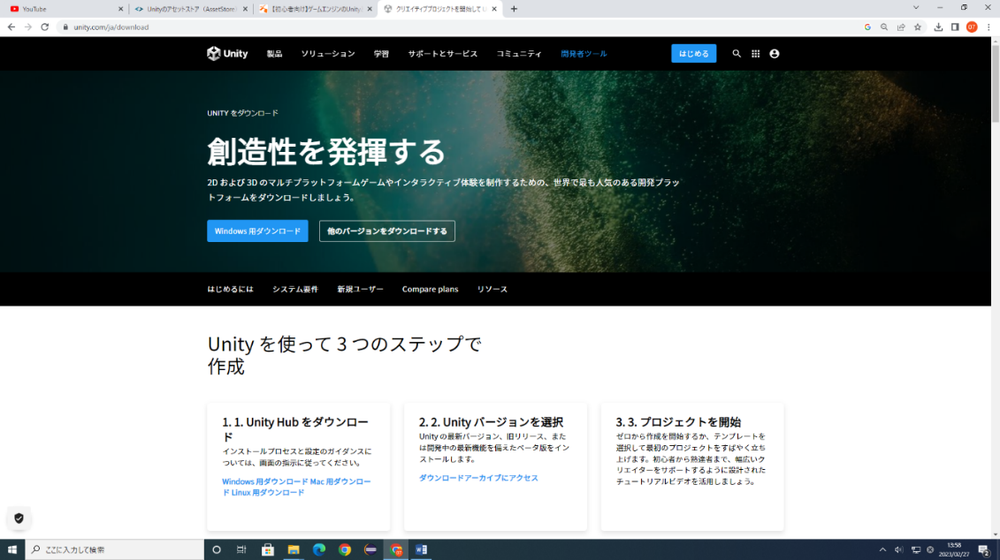 YouTube
Unityのアセットストア（AssetStore
【初心者向け】ゲームエンジンのUnity
クリエイティブプロジェクトを開始して U
unity.com/ja/download
07
Unity
製品
ソリューション
学習
サポートとサービス
コミュニティ
開発者ツール
はじめる
UNITY をダウンロード
創造性を発揮する
2D および 3D のマルチプラットフォームゲームやインタラクティブ体験を制作するための、世界で最も人気のある開発プラッ
トフォームをダウンロードしましょう。
Windows 用ダウンロード
他のバージョンをダウンロードする
はじめるには
システム要件
新規ユーザー
Compare plans
リソース
Unity を使って 3 つのステップで
作成
1. 1. Unity Hub をダウンロー
ド
インストールプロセスと設定のガイダンスに
ついては、画面の指示に従ってください。
Windows 用ダウンロード Mac 用ダウンロー
ド Linux 用ダウンロード
2. 2. Unity バージョンを選択
Unity の最新バージョン、旧リリース、また
は開発中の最新機能を備えたベータ版をイン
ストールします。
ダウンロードアーカイブにアクセス
3. 3. プロジェクトを開始
ゼロから作成を開始するか、テンプレートを
選択して最初のプロジェクトをすばやく立ち
上げます。初心者から熟達者まで、幅広いク
リエイターをサポートするように設計された
チュートリアルビデオを活用しましょう。
ここに入力して検索
13:58
2023/02/27
2